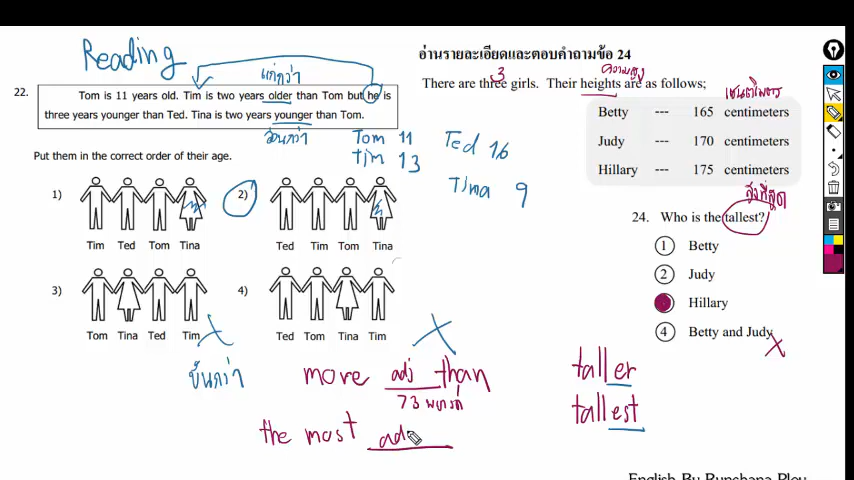 Reading
22.
แก่กว่า
Tom is 11 years old. Tim is two years older than Tom but he is
three years younger than Ted. Tina is two years younger than Tom.
อ่อนกว่า
Tom 11
Tim 13
Ted 16
Tina 9
Put them in the correct order of their age.
1)
Tim Ted Tom Tina
2)
Ted Tim Tom Tina
3)
Tom Tina Ted Tim
4)
Ted Tom Tina Tim
more adj than
the most ad
อ่านรายละเอียดและตอบคำถามข้อ 24
3
ความสูง
There are three girls. Their heights are as follows;
เซนติเมตร
Betty --- 165 centimeters
Judy --- 170 centimeters
Hillary --- 175 centimeters
สูงที่สุด
24. Who is the tallest?
1 Betty
2 Judy
Hillary
4 Betty and Judy
taller
tallest
English By Runchana Ploy